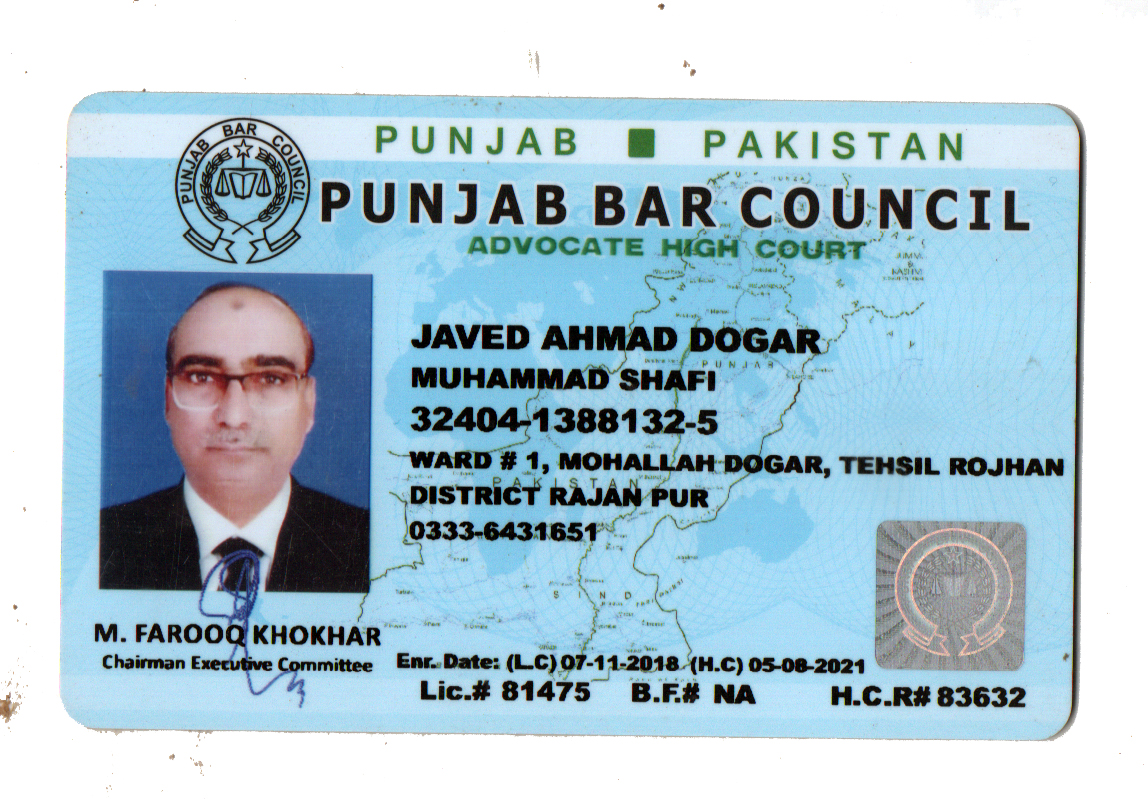 PUNJAB PAKISTAN
PUNJAB BAR COUNCIL
PUNJAB BAR COUNCIL
ADVOCATE HIGH COURT
JAVED AHMAD DOGAR
MUHAMMAD SHAFI
32404-1388132-5
WARD # 1, MOHALLAH DOGAR, TEHSIL ROJHAN
DISTRICT RAJAN PUR
0333-6431651
PUNJAB
PAKISTAN
M. FAROOQ KHOKHAR
Chairman Executive Committee
Enr. Date: (L.C) 07-11-2018 (H.C) 05-08-2021
Lic.# 81475 B.F.# NA H.C.R# 83632